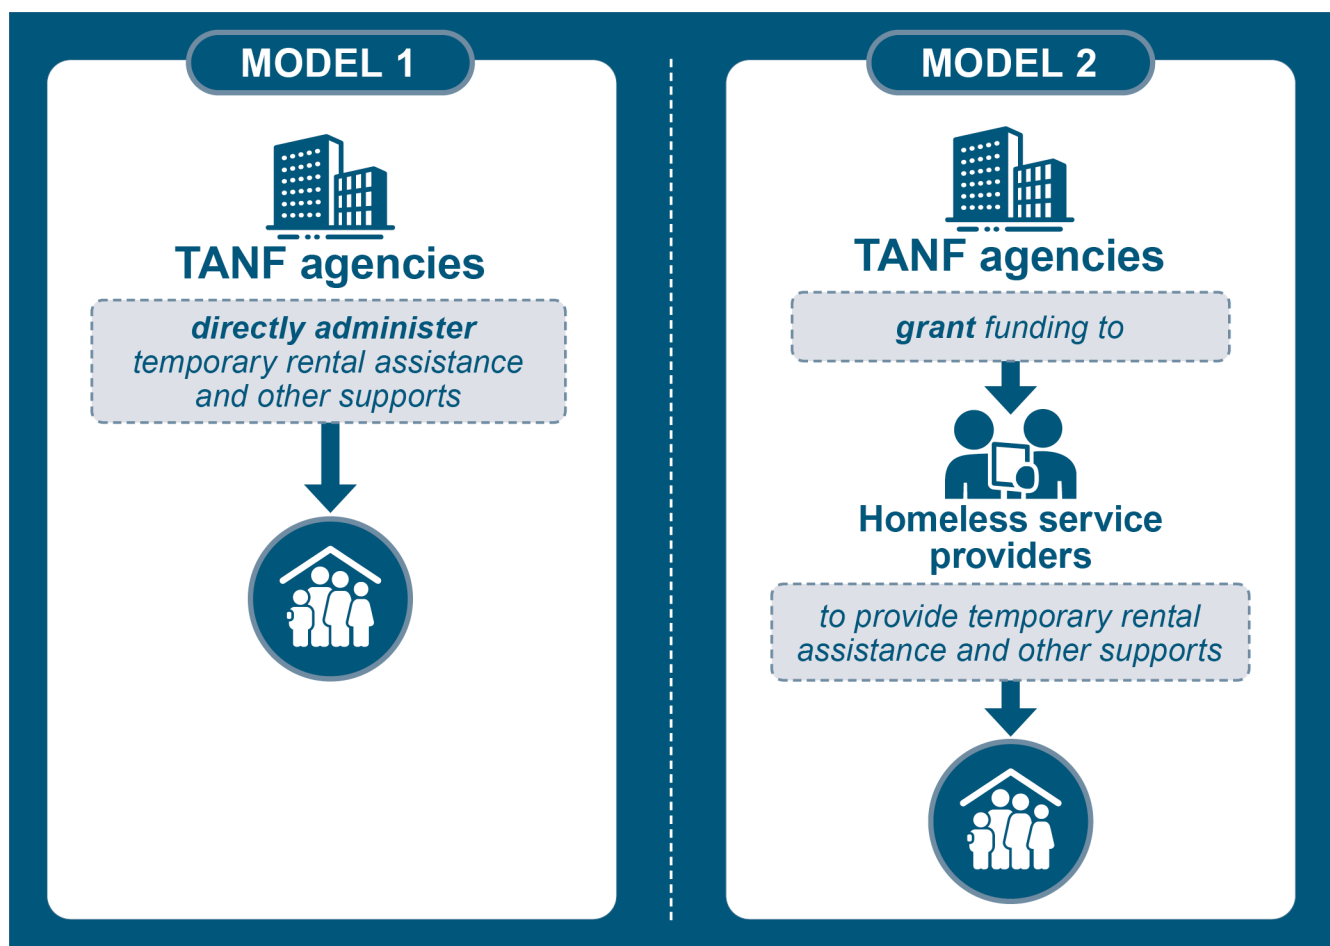 MODEL 1
TANF agencies
directly administer
temporary rental assistance
and other supports
MODEL 2
TANF agencies
grant funding to
Homeless service
providers
to provide temporary rental
assistance and other supports